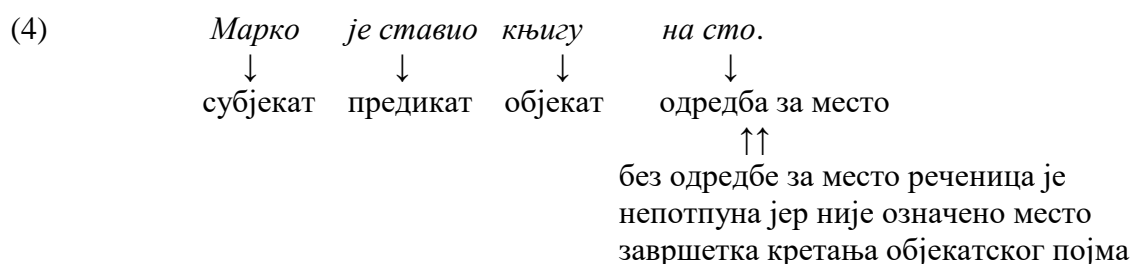 (4) Марко је ставио књигу на сто.
↓ ↓ ↓ ↓
субјекат предикат објекат одредба за место
↑↑
без одредбе за место реченица је
непотпуна јер није означено место
завршетка кретања објекатског појма